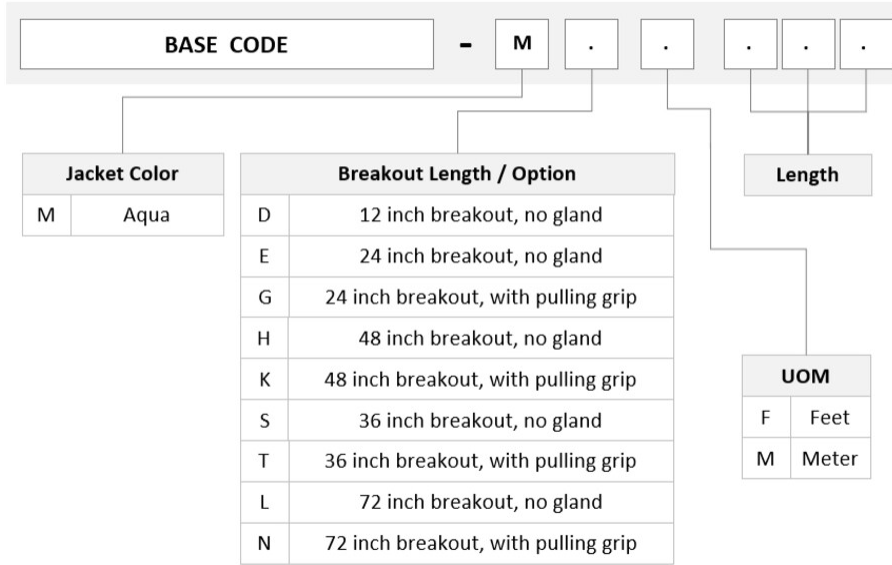 BASE CODE - M . . . . .
Jacket Color
M Aqua
Breakout Length / Option
D 12 inch breakout, no gland
E 24 inch breakout, no gland
G 24 inch breakout, with pulling grip
H 48 inch breakout, no gland
K 48 inch breakout, with pulling grip
S 36 inch breakout, no gland
T 36 inch breakout, with pulling grip
L 72 inch breakout, no gland
N 72 inch breakout, with pulling grip
Length
UOM
F Feet
M Meter